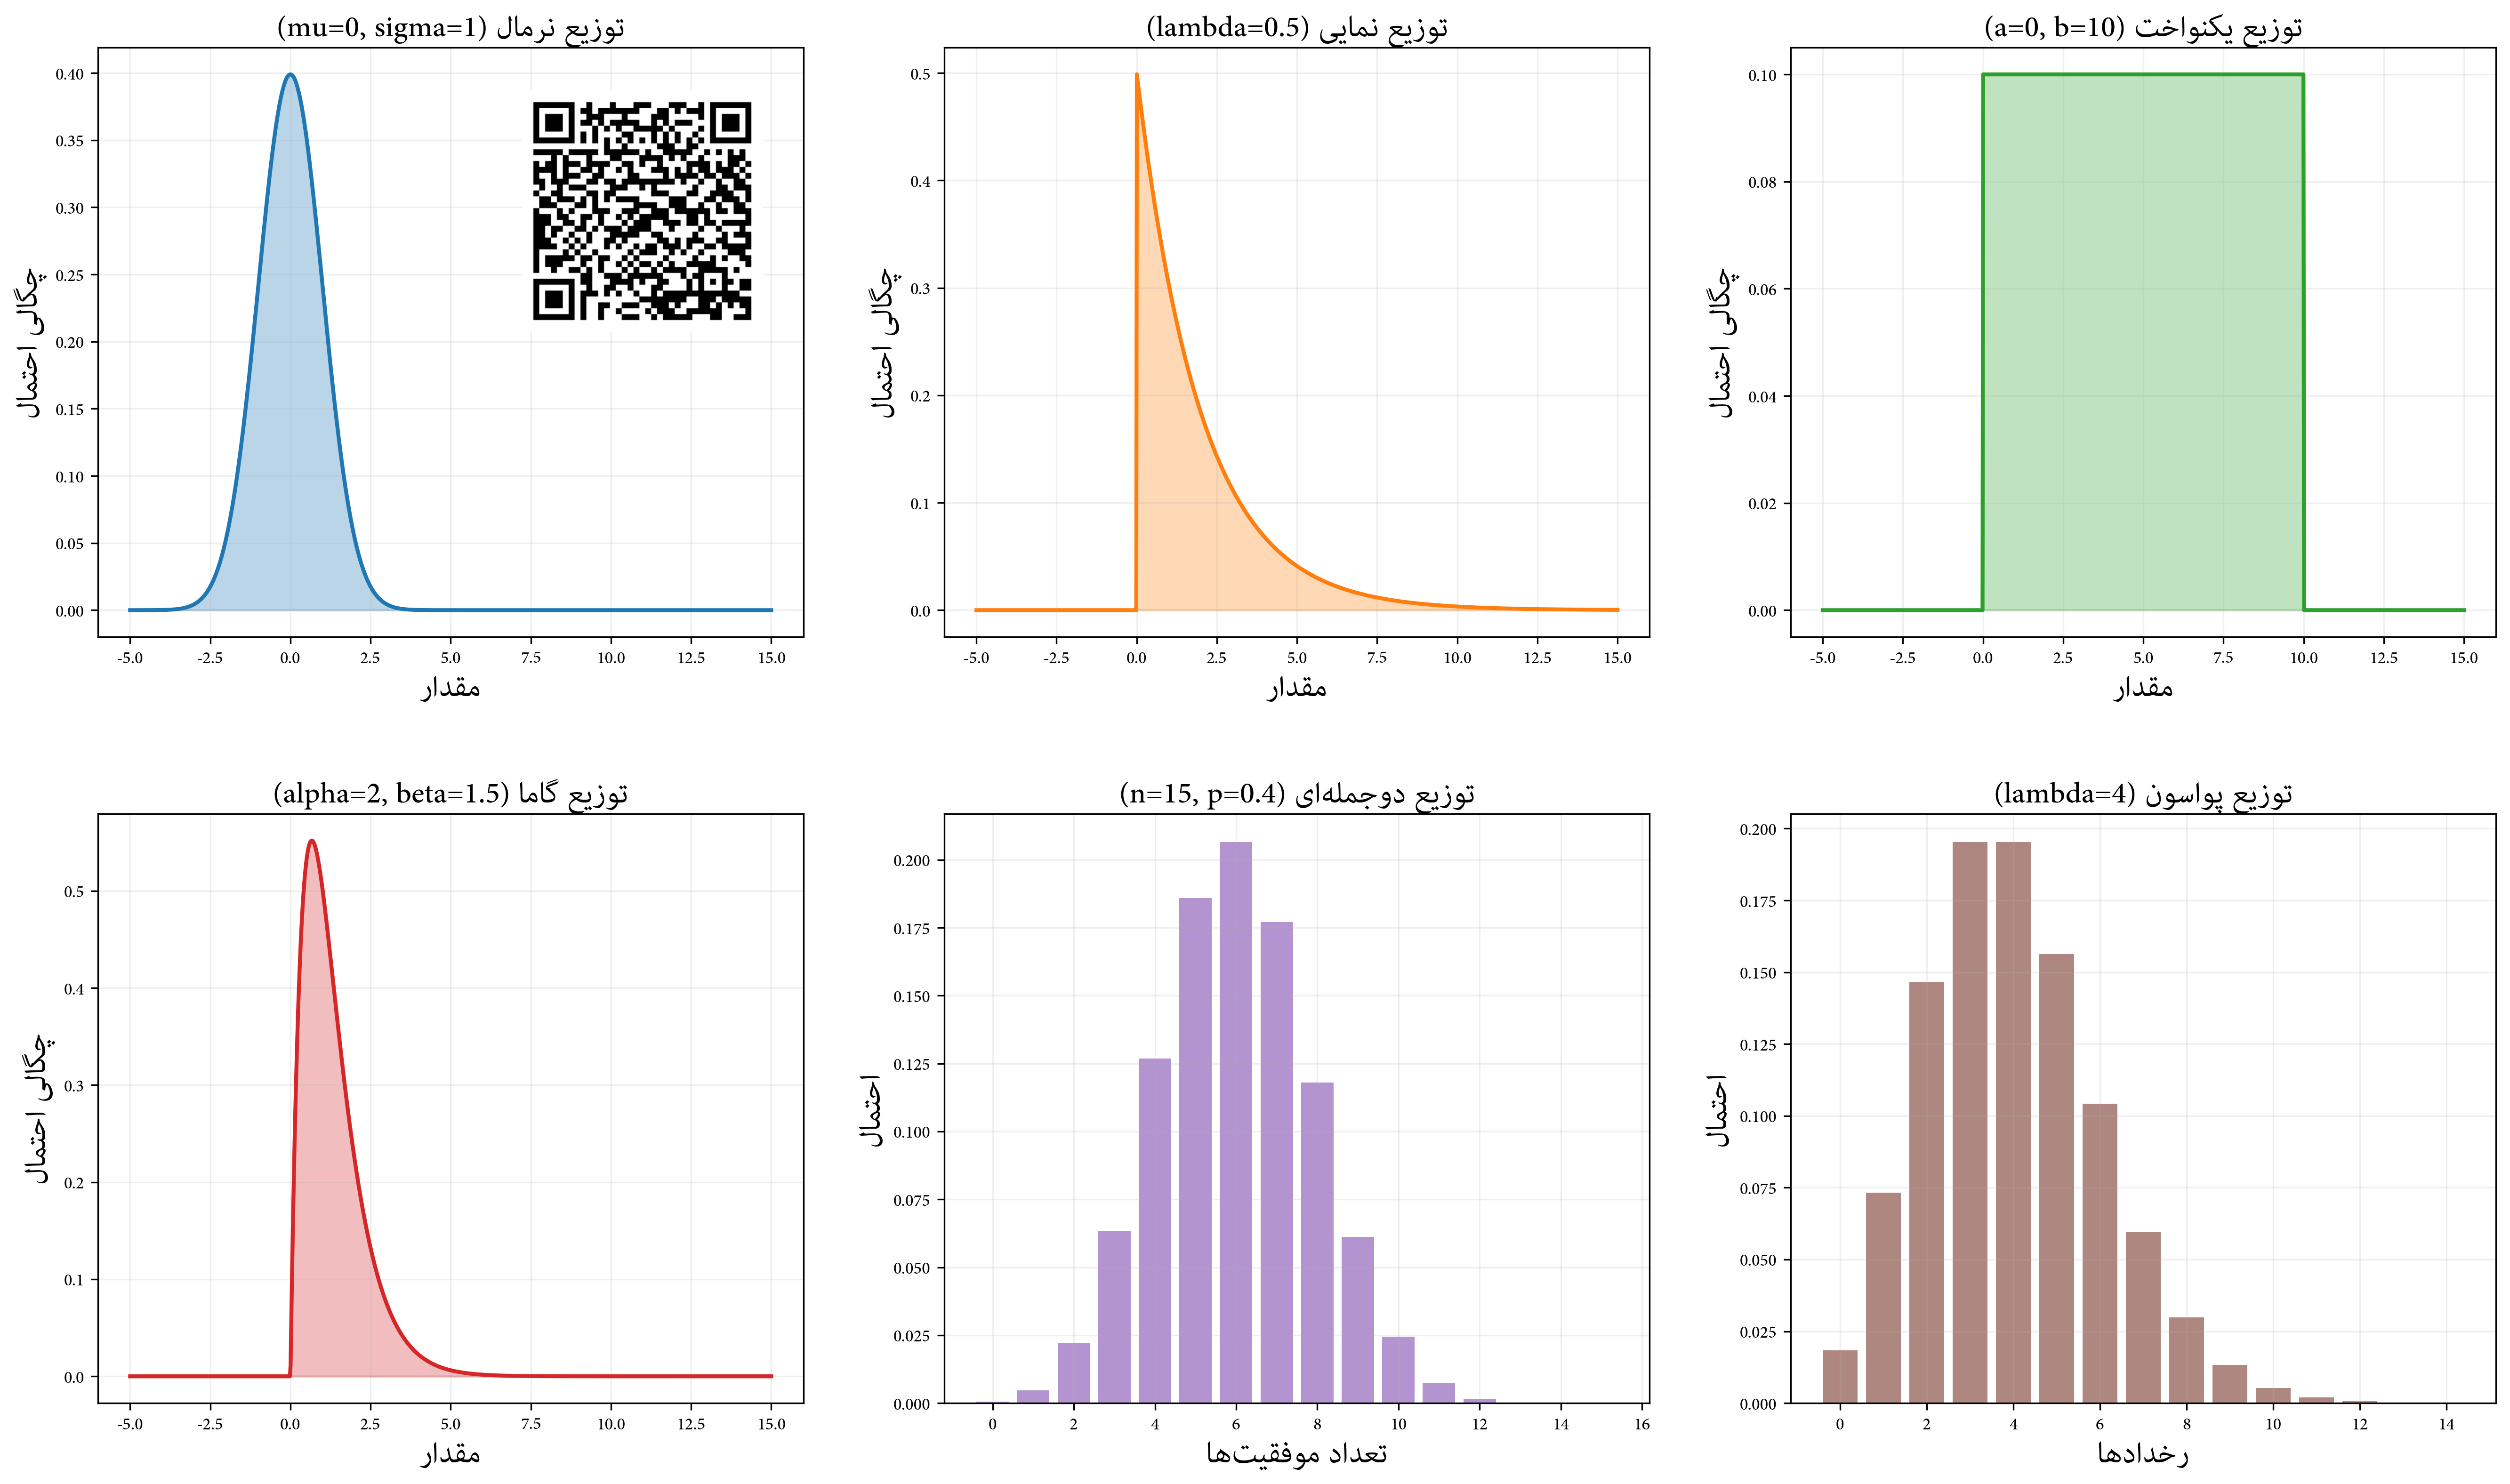 توزیع نرمال (mu=0, sigma=1)
چگالی احتمال
0.40
0.35
0.30
0.25
0.20
0.15
0.10
0.05
0.00
-5.0 -2.5 0.0 2.5 5.0 7.5 10.0 12.5 15.0
مقدار
توزیع نمایی (lambda=0.5)
چگالی احتمال
0.5
0.4
0.3
0.2
0.1
0.0
-5.0 -2.5 0.0 2.5 5.0 7.5 10.0 12.5 15.0
مقدار
توزیع یکنواخت (a=0, b=10)
چگالی احتمال
0.10
0.08
0.06
0.04
0.02
0.00
-5.0 -2.5 0.0 2.5 5.0 7.5 10.0 12.5 15.0
مقدار
توزیع گاما (alpha=2, beta=1.5)
چگالی احتمال
0.5
0.4
0.3
0.2
0.1
0.0
-5.0 -2.5 0.0 2.5 5.0 7.5 10.0 12.5 15.0
مقدار
توزیع دوجمله‌ای (n=15, p=0.4)
احتمال
0.200
0.175
0.150
0.125
0.100
0.075
0.050
0.025
0.000
0 2 4 6 8 10 12 14 16
تعداد موفقیت‌ها
توزیع پواسون (lambda=4)
احتمال
0.200
0.175
0.150
0.125
0.100
0.075
0.050
0.025
0.000
0 2 4 6 8 10 12 14
رخدادها